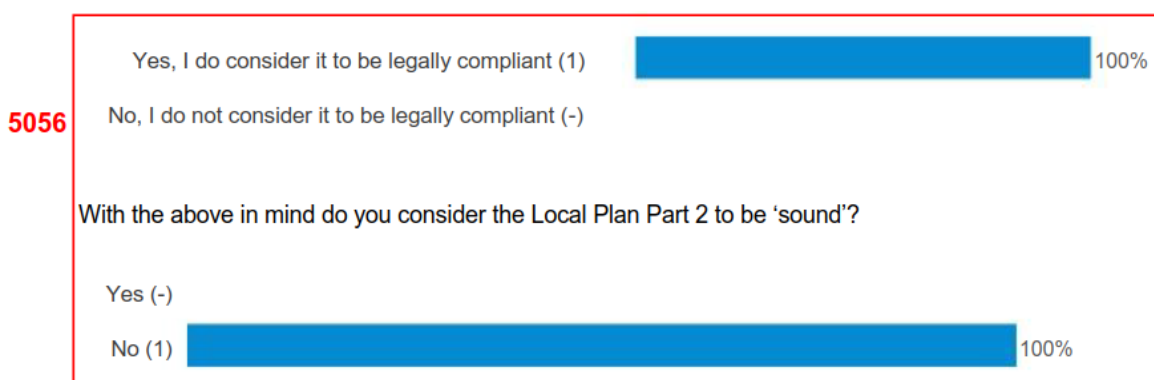 Yes, I do consider it to be legally compliant (1) 100%
5056
No, I do not consider it to be legally compliant (-)
With the above in mind do you consider the Local Plan Part 2 to be ‘sound’?
Yes (-)
No (1) 100%